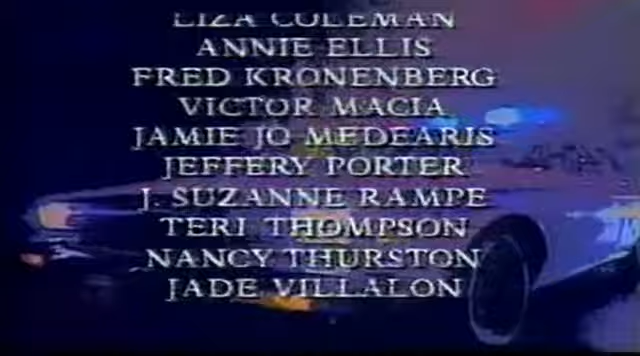 LIZA COLEMAN
ANNIE ELLIS
FRED KRONENBERG
VICTOR MACIA
JAMIE JO MEDEARIS
JEFFERY PORTER
J. SUZANNE RAMPE
TERI THOMPSON
NANCY THURSTON
JADE VILLALON